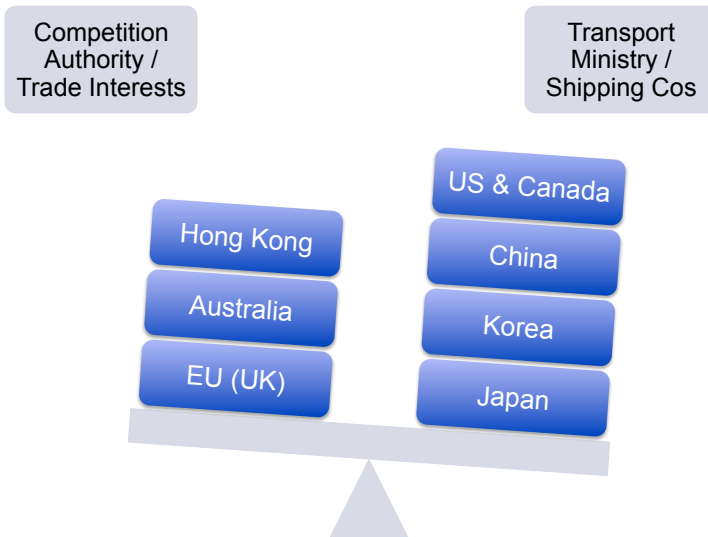 Competition
Authority /
Trade Interests
Transport
Ministry /
Shipping Cos
Hong Kong
Australia
EU (UK)
US & Canada
China
Korea
Japan